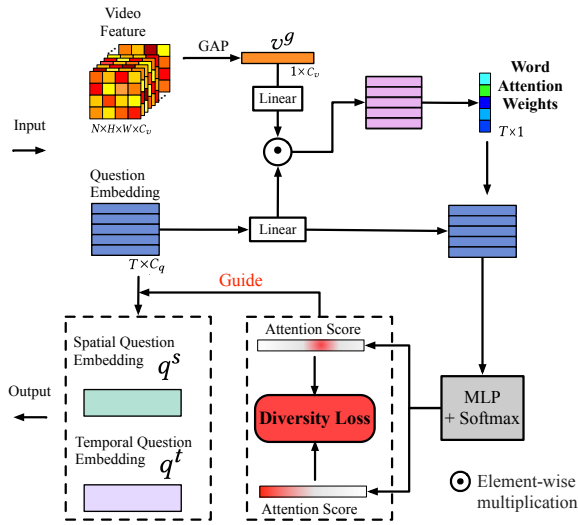 Video
Feature
GAP
v^g
1×C_v
Linear
Word
Attention
Weights
N×H×W×C_v
Input
T×1
Question
Embedding
Linear
T×C_q
Guide
Spatial Question
Embedding q^s
Attention Score
Diversity Loss
MLP
+ Softmax
Output
Temporal Question
Embedding q^t
Attention Score
Element-wise
multiplication